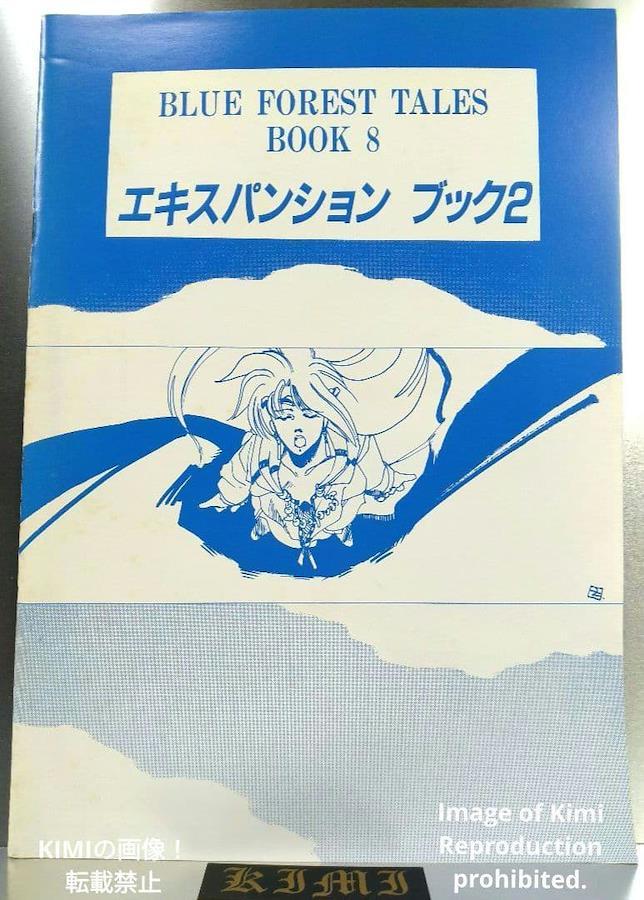 BLUE FOREST TALES
BOOK 8
エキスパンション ブック2
Image of Kimi
Reproduction
prohibited.
KIMIの画像！
転載禁止
KIMI